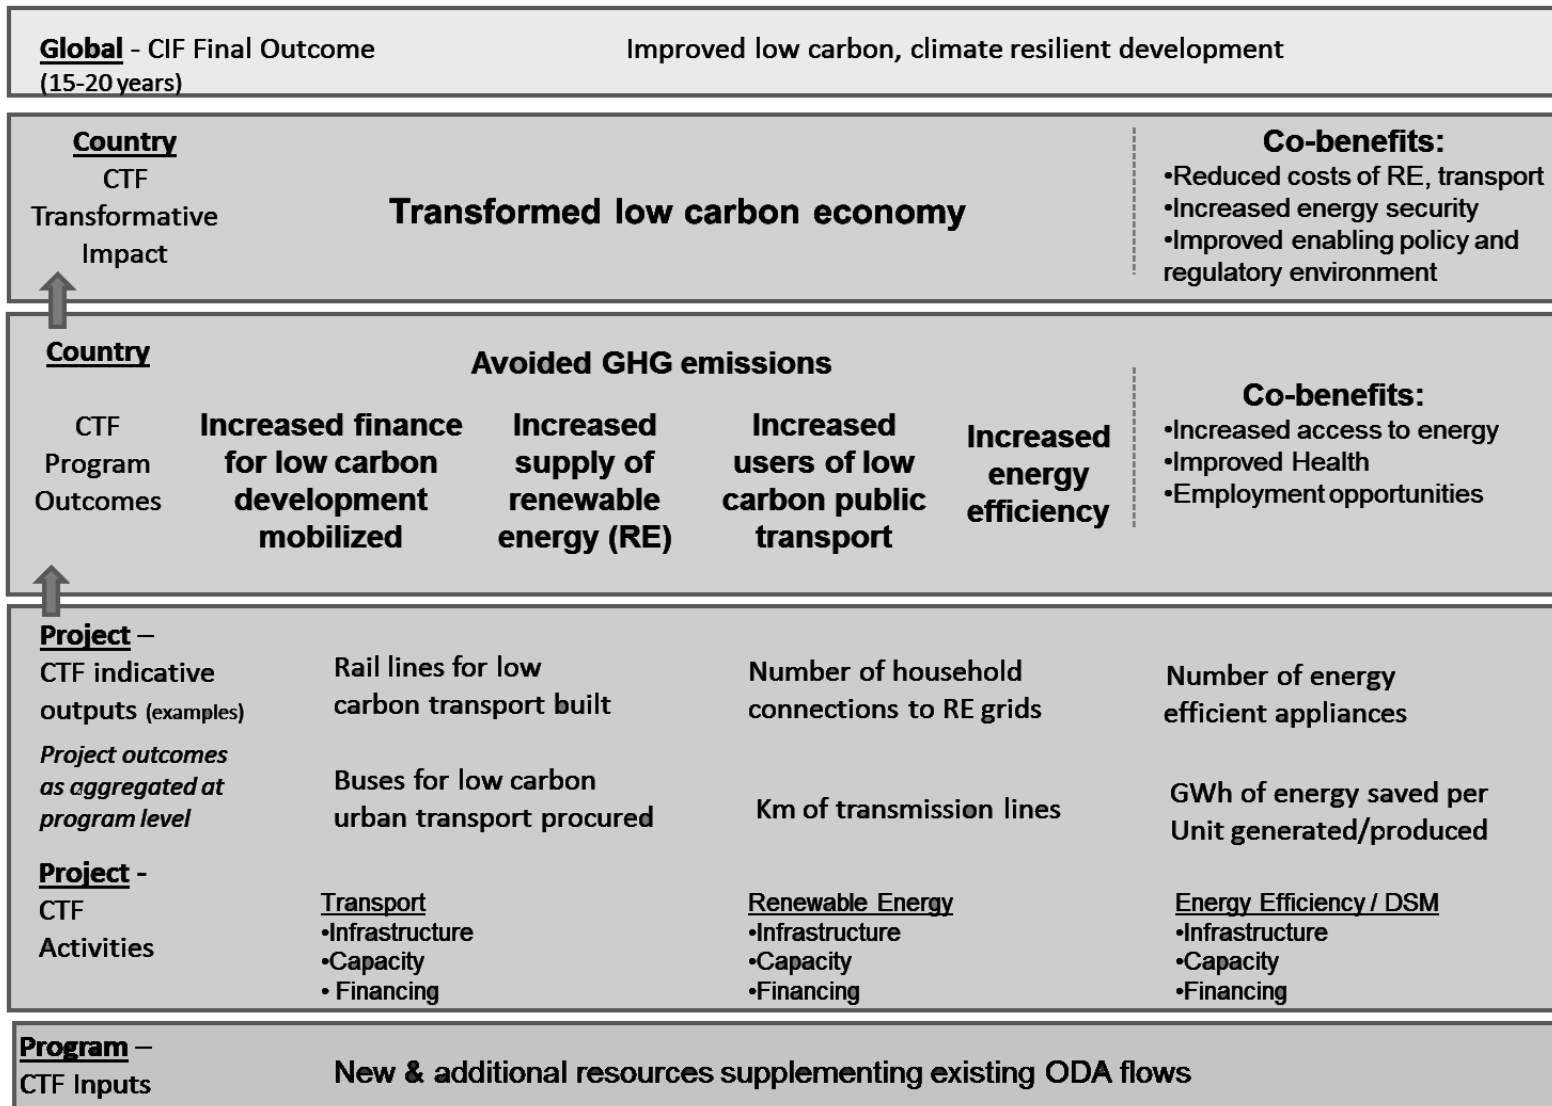 Global - CIF Final Outcome
(15-20 years)
Improved low carbon, climate resilient development
Country
CTF
Transformative
Impact
Transformed low carbon economy
Co-benefits:
•Reduced costs of RE, transport
•Increased energy security
•Improved enabling policy and
regulatory environment
Country
CTF
Program
Outcomes
Avoided GHG emissions
Increased finance
for low carbon
development
mobilized
Increased
supply of
renewable
energy (RE)
Increased
users of low
carbon public
transport
Increased
energy
efficiency
Co-benefits:
•Increased access to energy
•Improved Health
•Employment opportunities
Project –
CTF indicative
outputs (examples)
Project outcomes
as aggregated at
program level
Rail lines for low
carbon transport built
Buses for low carbon
urban transport procured
Number of household
connections to RE grids
Km of transmission lines
Number of energy
efficient appliances
GWh of energy saved per
Unit generated/produced
Project -
CTF
Activities
Transport
•Infrastructure
•Capacity
• Financing
Renewable Energy
•Infrastructure
•Capacity
•Financing
Energy Efficiency / DSM
•Infrastructure
•Capacity
•Financing
Program –
CTF Inputs
New & additional resources supplementing existing ODA flows